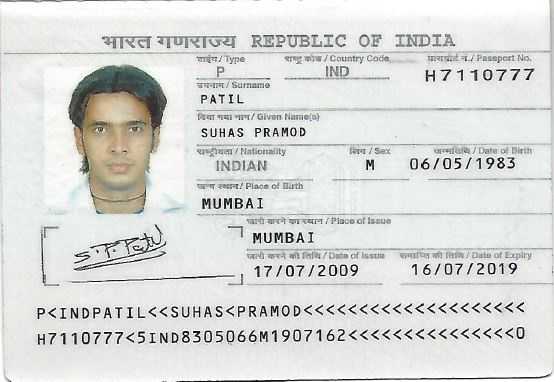 भारत गणराज्य REPUBLIC OF INDIA
टाईप / Type राष्ट्र कोड / Country Code पासपोर्ट नं. / Passport No.
P IND H7110777
उपनाम / Surname
PATIL
दिया गया नाम / Given Name(s)
SUHAS PRAMOD
राष्ट्रीयता / Nationality लिंग / Sex जन्मतिथि / Date of Birth
INDIAN M 06/05/1983
जन्म स्थान / Place of Birth
MUMBAI
जारी करने का स्थान / Place of Issue
MUMBAI
S.P.Patil
जारी करने की तिथि / Date of Issue समाप्ति की तिथि / Date of Expiry
17/07/2009 16/07/2019
P<INDPATIL<<SUHAS<PRAMOD<<<<<<<<<<<<<<<<<<<<
H7110777<5IND8305066M1907162<<<<<<<<<<<<<<<0